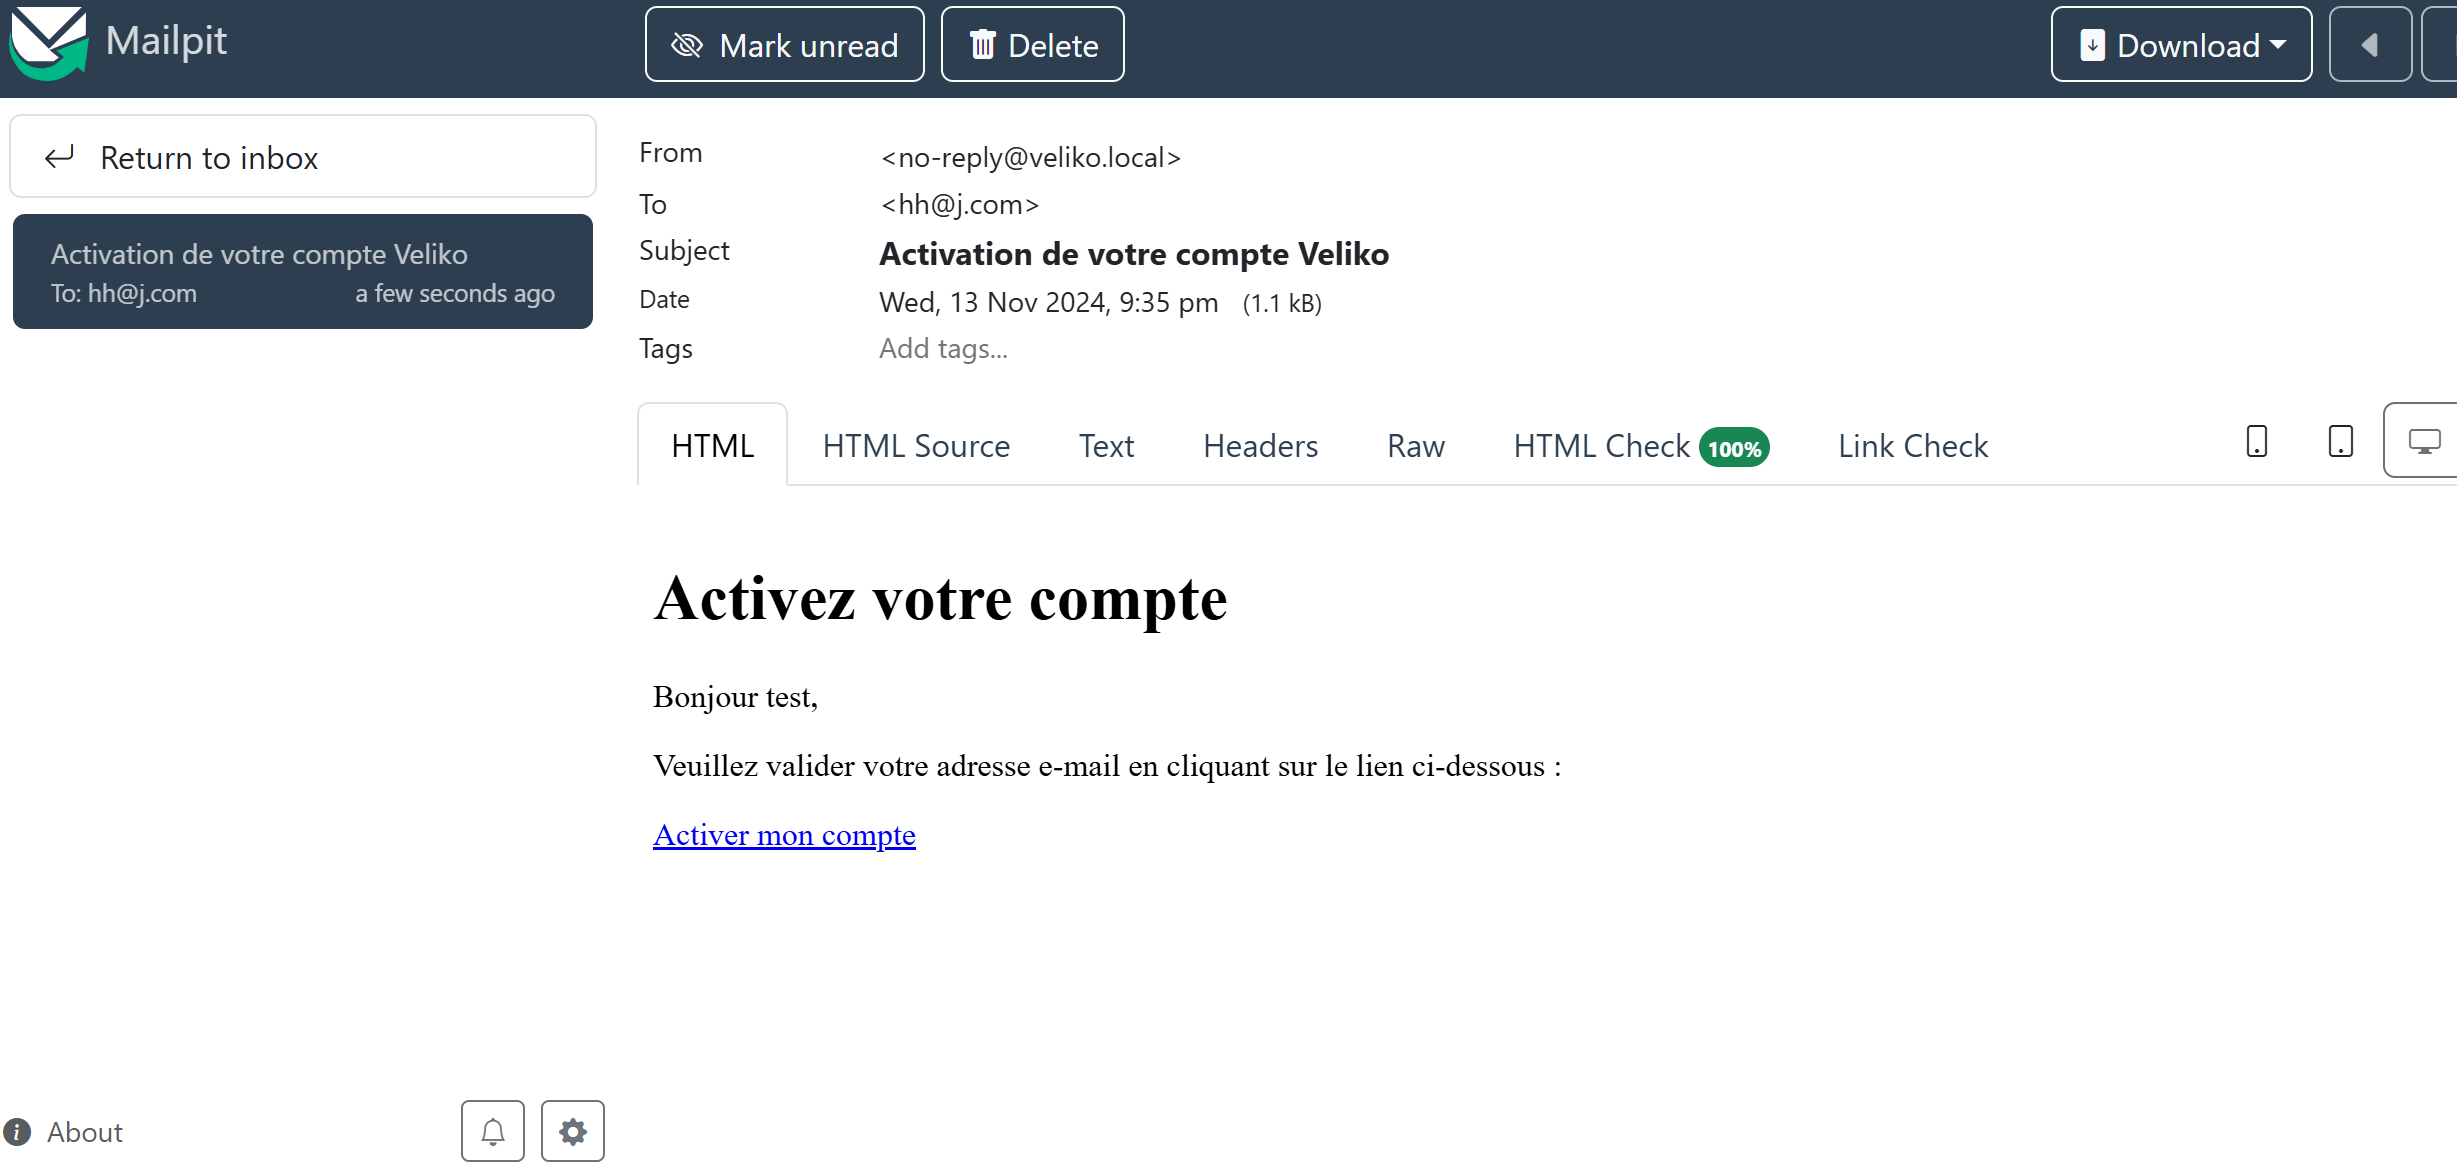 Mailpit
Mark unread
Delete
Download
Return to inbox
Activation de votre compte Veliko
To: hh@j.com a few seconds ago
From <no-reply@veliko.local>
To <hh@j.com>
Subject Activation de votre compte Veliko
Date Wed, 13 Nov 2024, 9:35 pm (1.1 kB)
Tags Add tags...
HTML HTML Source Text Headers Raw HTML Check 100% Link Check
Activez votre compte
Bonjour test,
Veuillez valider votre adresse e-mail en cliquant sur le lien ci-dessous :
Activer mon compte
About